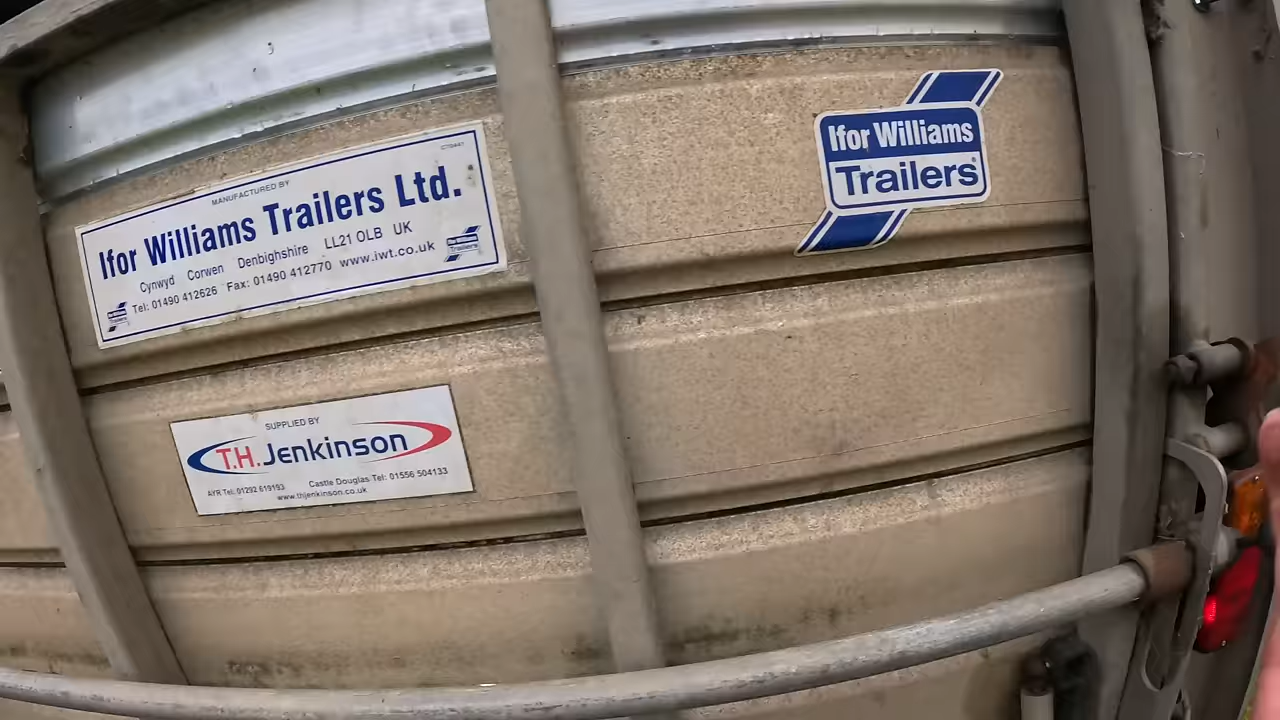 MANUFACTURED BY
Ifor Williams Trailers Ltd.
Cynwyd Corwen Denbighshire LL21 OLB UK
Tel: 01490 412626 Fax: 01490 412770 www.iwt.co.uk
Ifor Williams
Trailers
SUPPLIED BY
T.H. Jenkinson
AYR Tel: 01292 619193 Castle Douglas Tel: 01556 504133
www.thjenkinson.co.uk